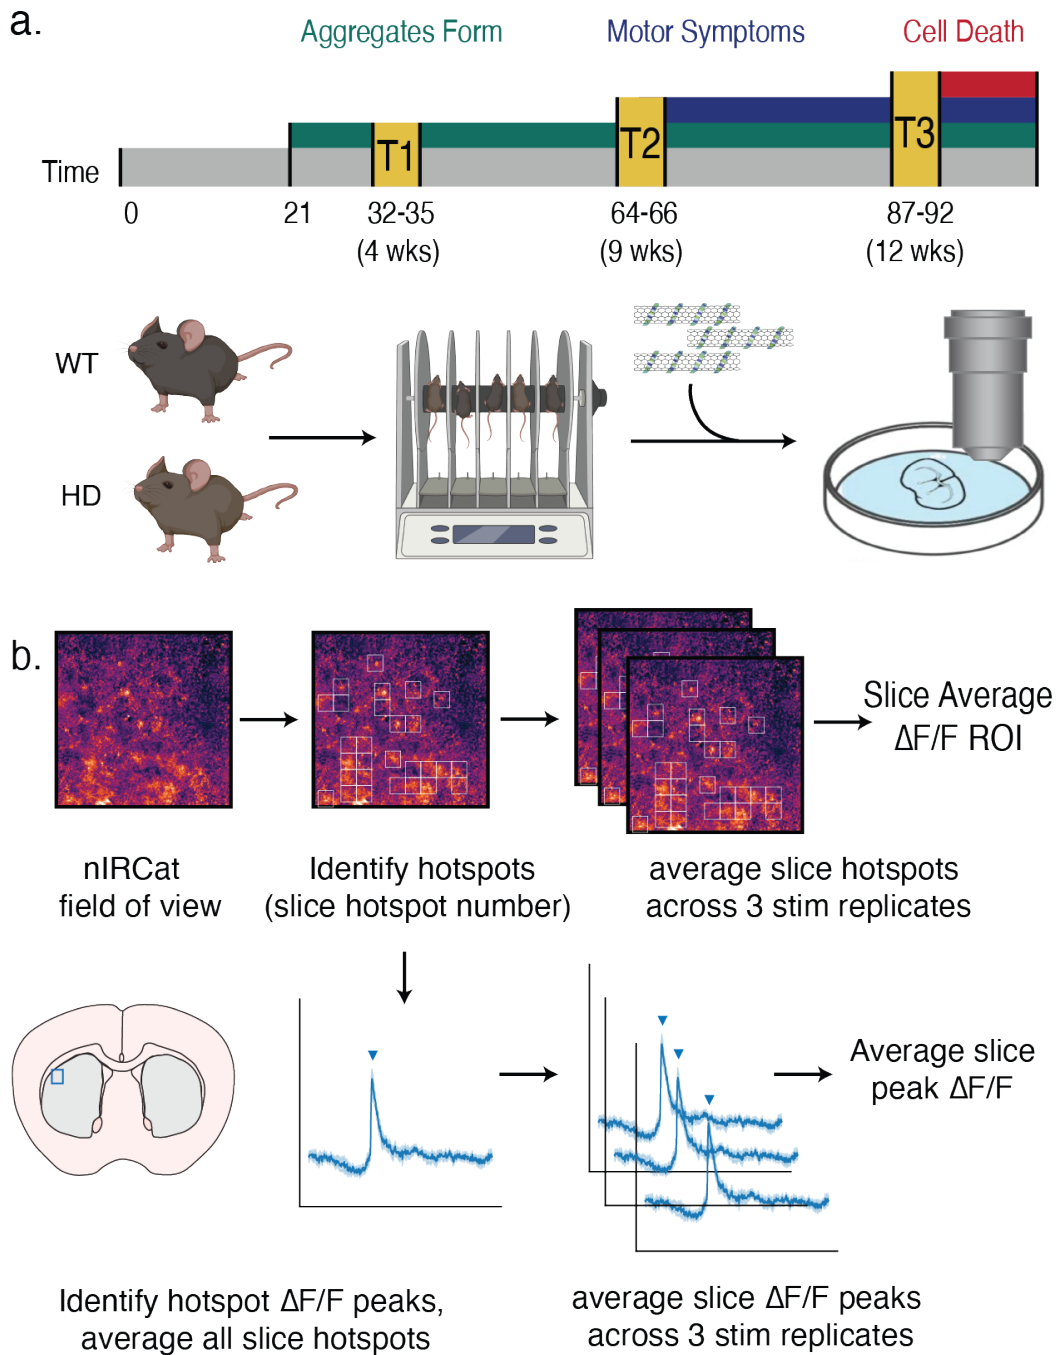 a.
Aggregates Form
Motor Symptoms
Cell Death
T1
T2
T3
Time
0
21
32-35
(4 wks)
64-66
(9 wks)
87-92
(12 wks)
WT
HD
b.
Slice Average
ΔF/F ROI
nIRCat
field of view
Identify hotspots
(slice hotspot number)
average slice hotspots
across 3 stim replicates
Average slice
peak ΔF/F
Identify hotspot ΔF/F peaks,
average all slice hotspots
average slice ΔF/F peaks
across 3 stim replicates